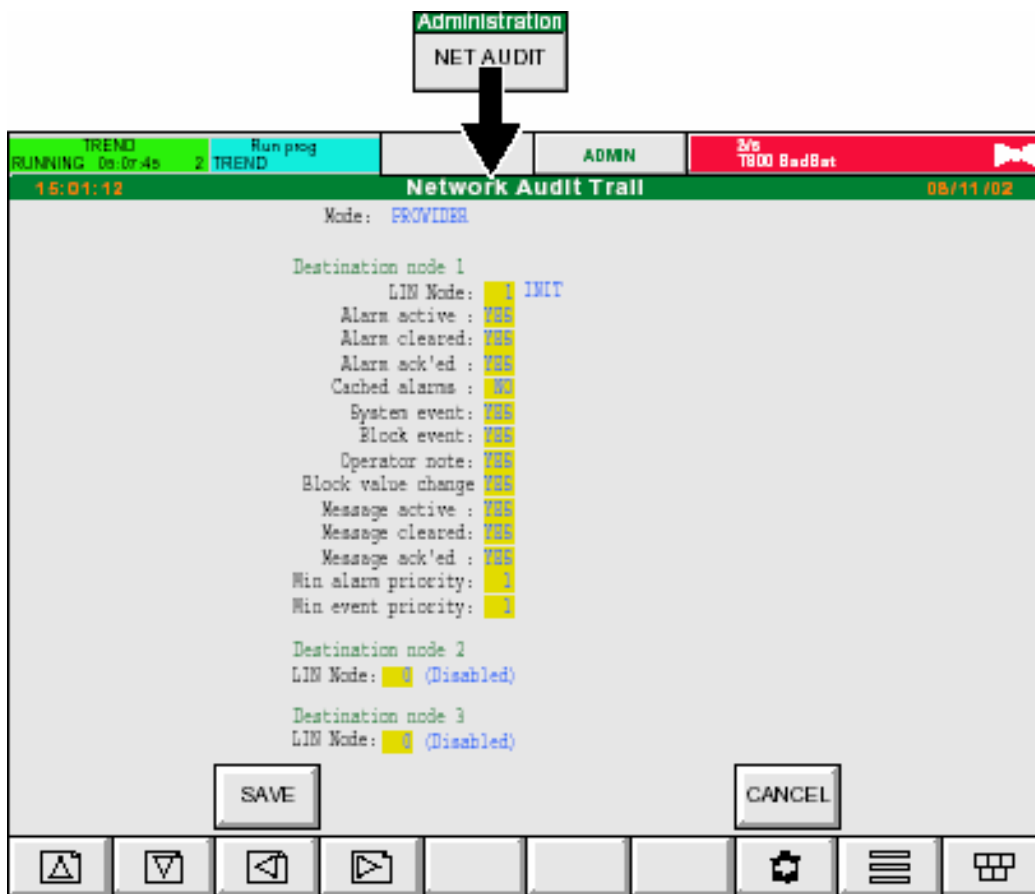 Administration
NET AUDIT
TREND
RUNNING 0s:07:45 2
Run prog
TREND
ADMIN
2/s
T800 BadBat
15:01:12 Network Audit Trail 08/11/02
Mode: PROVIDER
Destination node 1
LIN Node: 1 INIT
Alarm active : YES
Alarm cleared: YES
Alarm ack'ed : YES
Cached alarms : NO
System event: YES
Block event: YES
Operator note: YES
Block value change YES
Message active : YES
Message cleared: YES
Message ack'ed : YES
Min alarm priority: 1
Min event priority: 1
Destination node 2
LIN Node: 0 (Disabled)
Destination node 3
LIN Node: 0 (Disabled)
SAVE CANCEL